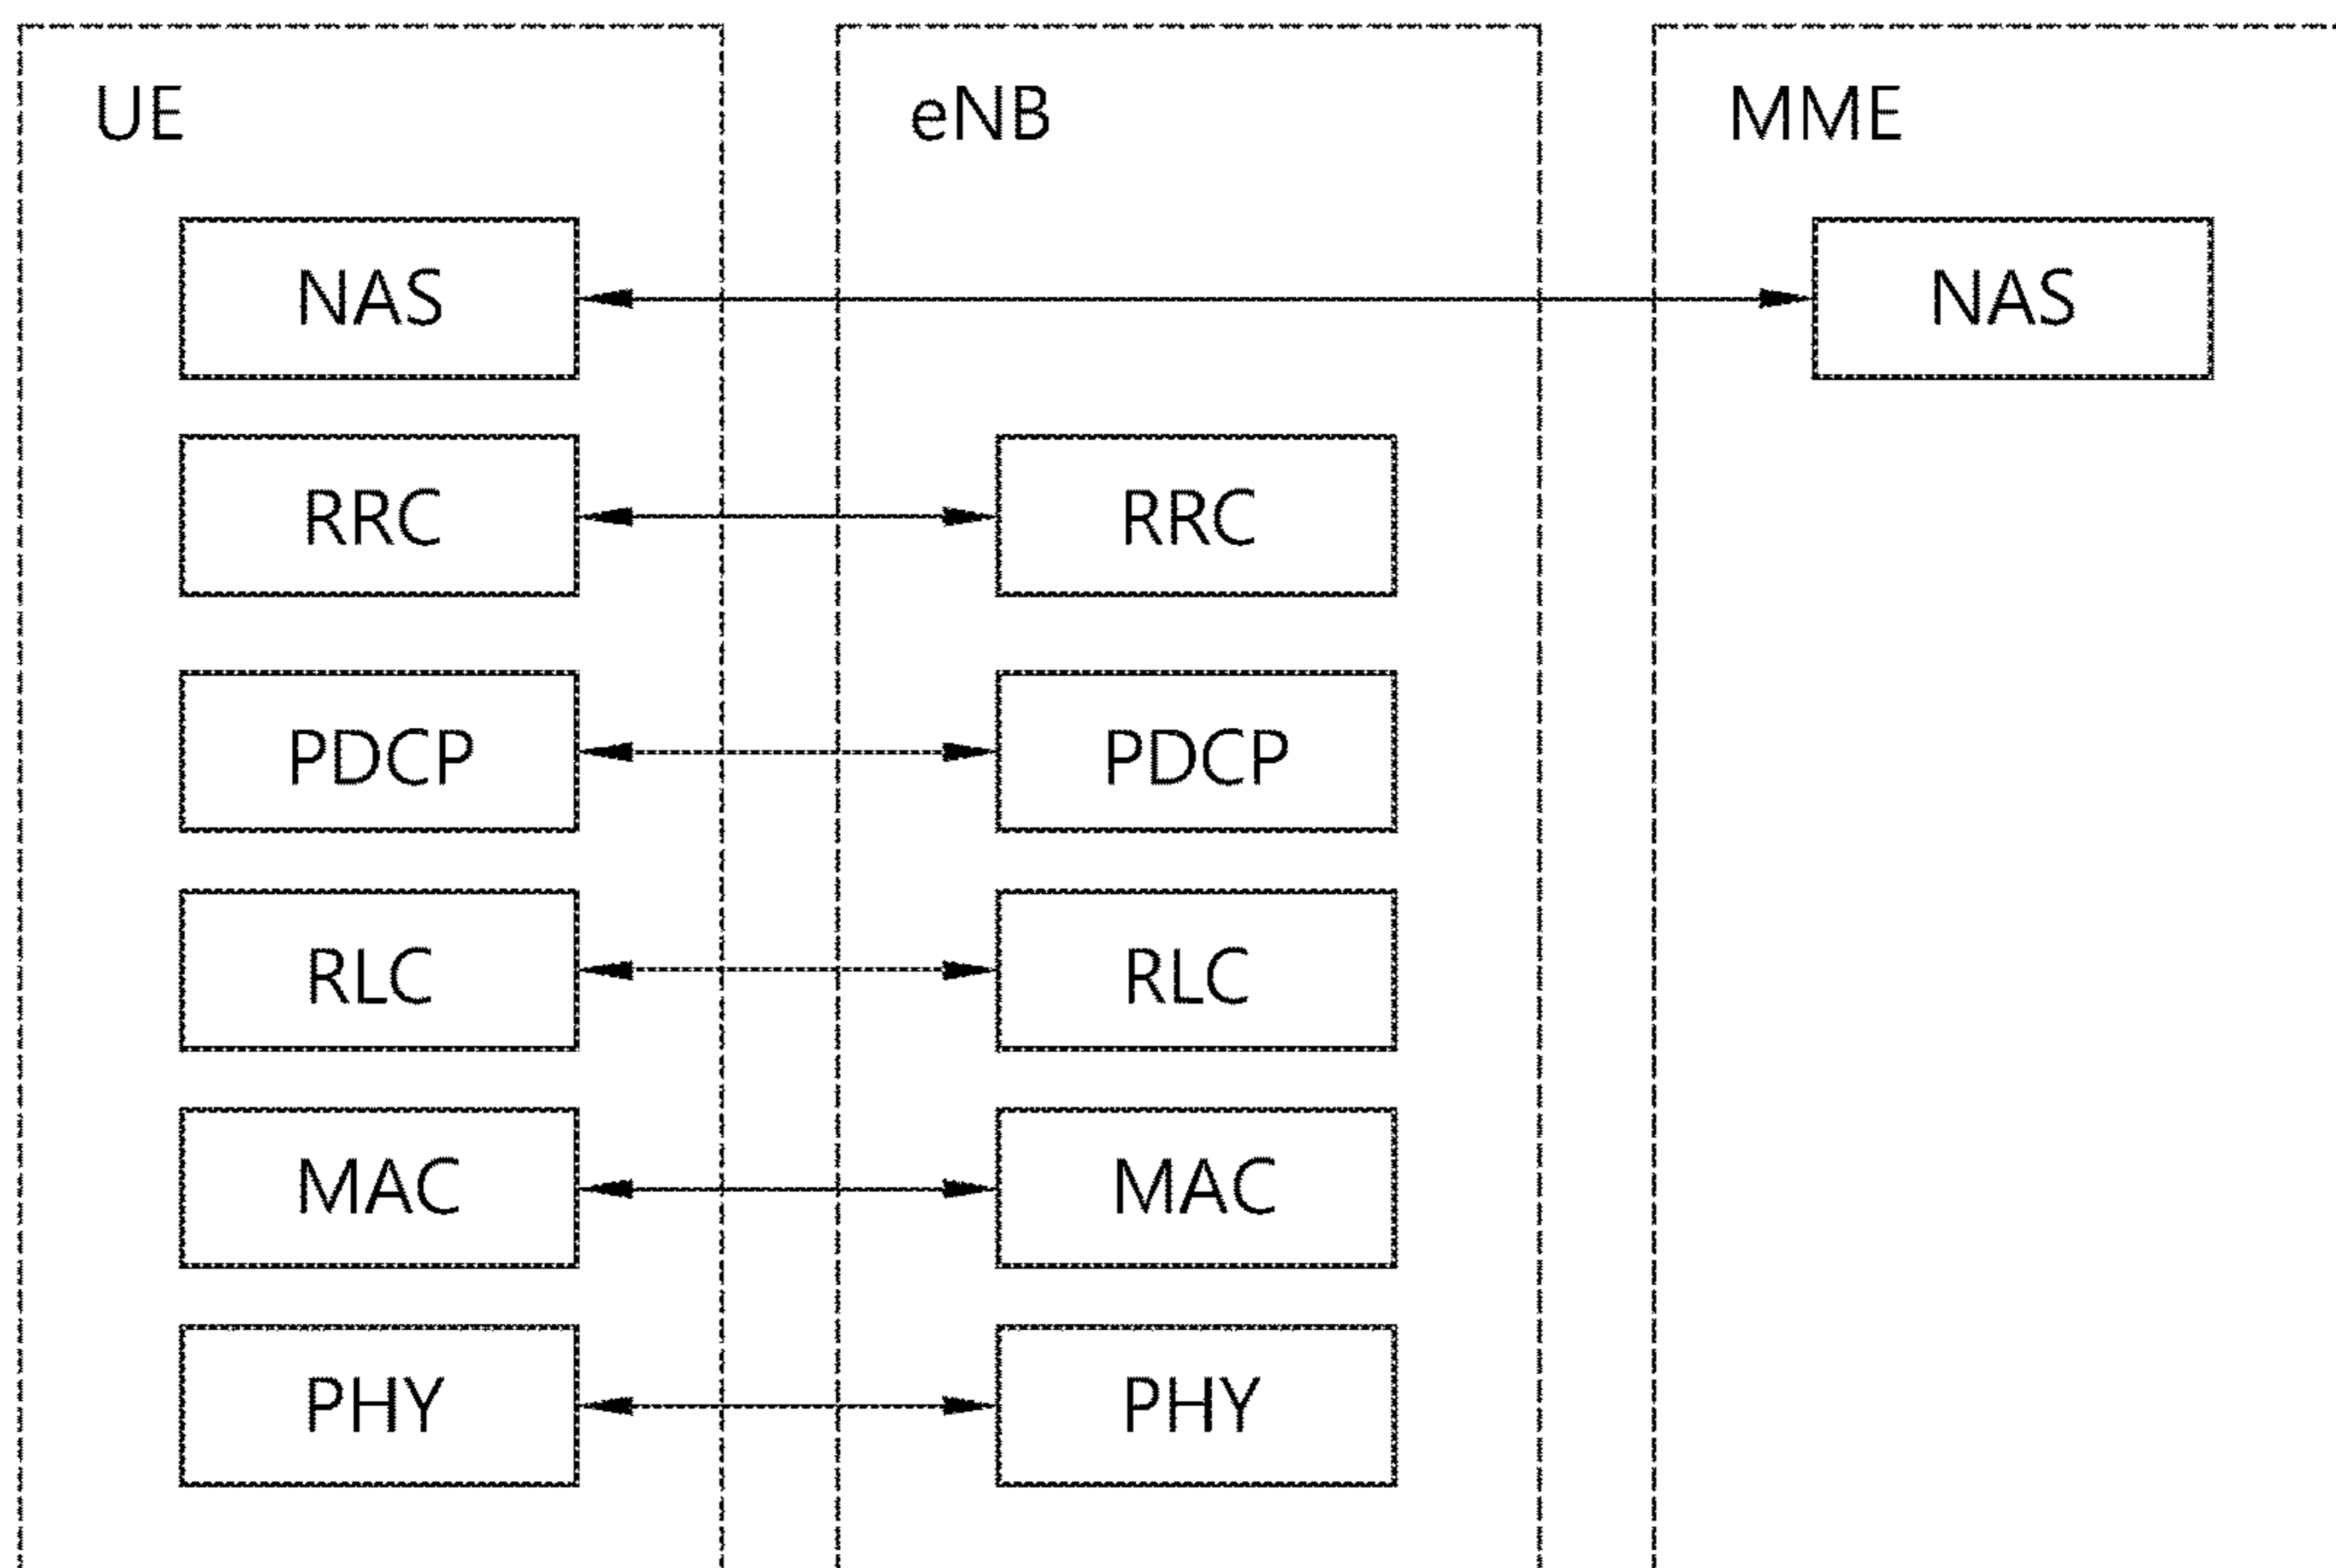 UE eNB MME
NAS NAS
RRC RRC
PDCP PDCP
RLC RLC
MAC MAC
PHY PHY